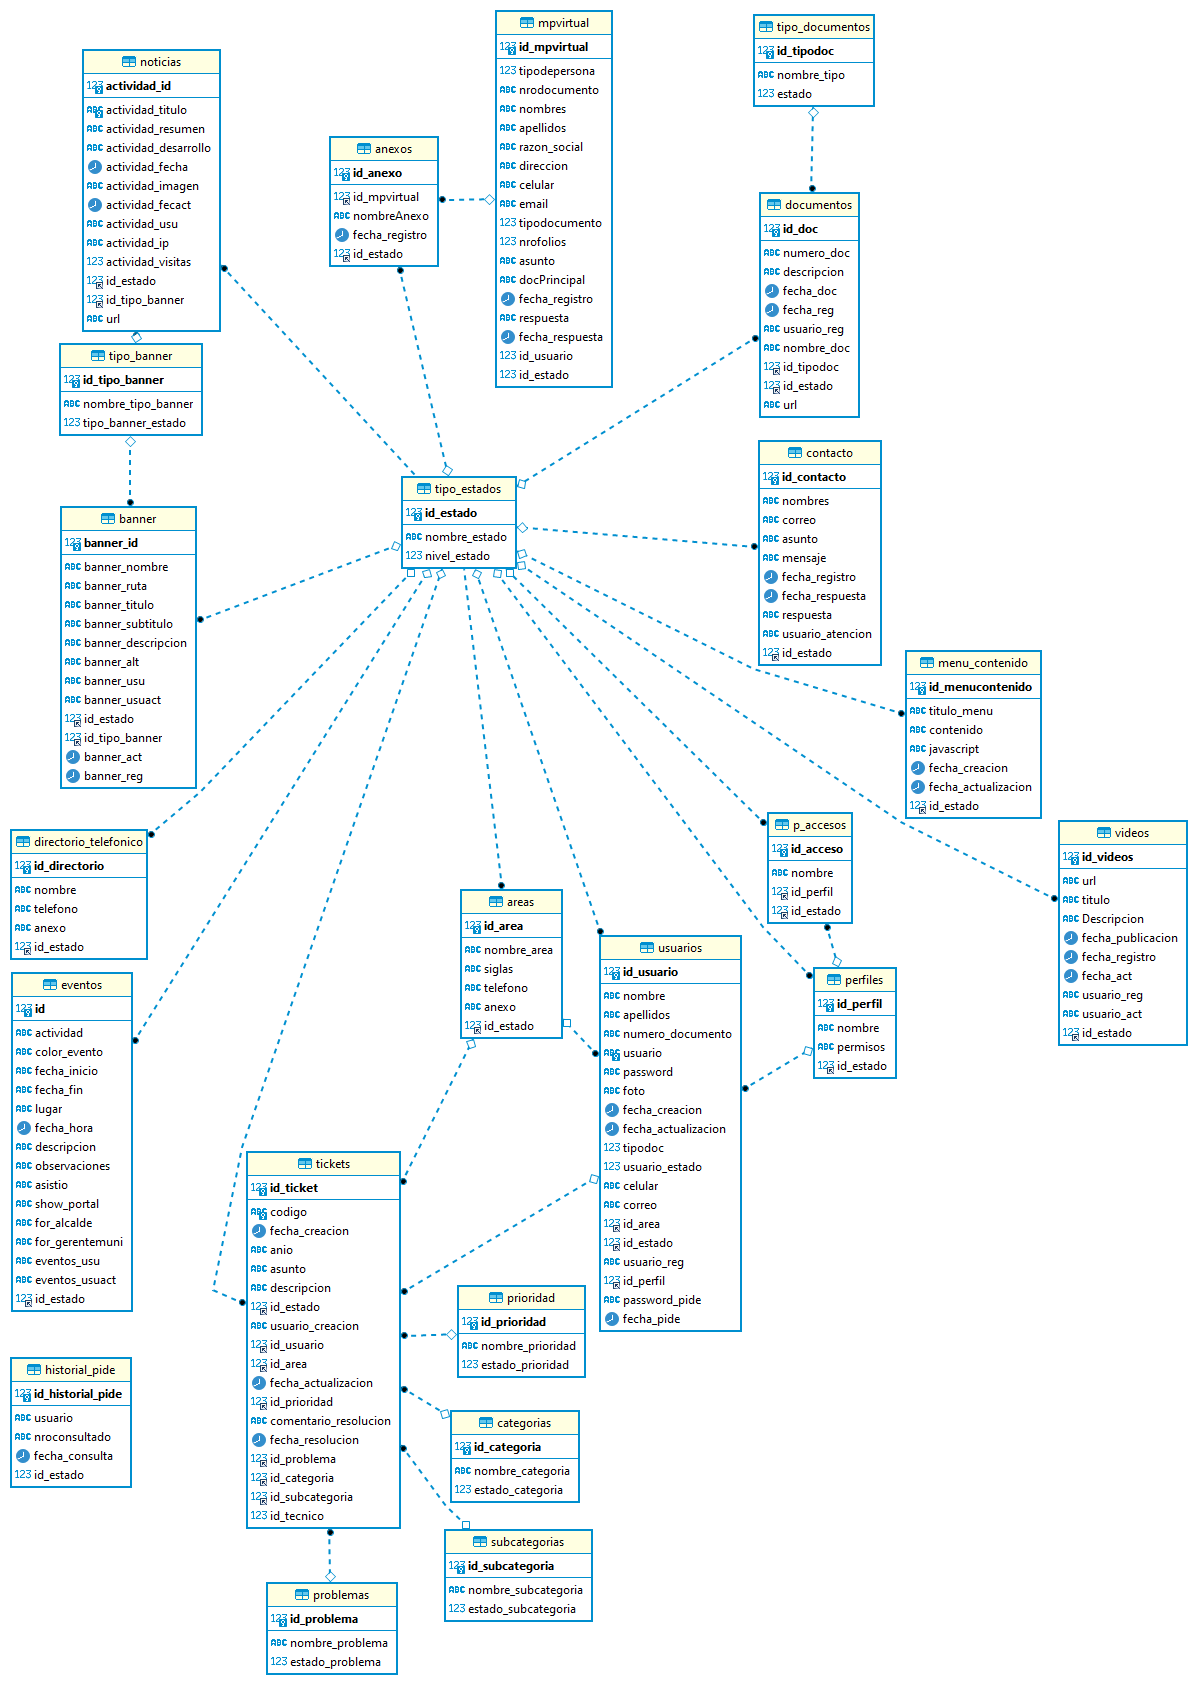 noticias
123 actividad_id
ABC actividad_titulo
ABC actividad_resumen
ABC actividad_desarrollo
actividad_fecha
ABC actividad_imagen
actividad_fecact
ABC actividad_usu
ABC actividad_ip
123 actividad_visitas
123 id_estado
123 id_tipo_banner
ABC url
tipo_banner
123 id_tipo_banner
ABC nombre_tipo_banner
123 tipo_banner_estado
banner
123 banner_id
ABC banner_nombre
ABC banner_ruta
ABC banner_titulo
ABC banner_subtitulo
ABC banner_descripcion
ABC banner_alt
ABC banner_usu
ABC banner_usuact
123 id_estado
123 id_tipo_banner
banner_act
banner_reg
anexos
123 id_anexo
123 id_mpvirtual
ABC nombreAnexo
fecha_registro
123 id_estado
mpvirtual
123 id_mpvirtual
123 tipodepersona
ABC nrodocumento
ABC nombres
ABC apellidos
ABC razon_social
ABC direccion
ABC celular
ABC email
123 tipodocumento
123 nrofolios
ABC asunto
ABC docPrincipal
fecha_registro
ABC respuesta
fecha_respuesta
123 id_usuario
123 id_estado
tipo_documentos
123 id_tipodoc
ABC nombre_tipo
123 estado
documentos
123 id_doc
ABC numero_doc
ABC descripcion
fecha_doc
fecha_reg
ABC usuario_reg
ABC nombre_doc
123 id_tipodoc
123 id_estado
ABC url
tipo_estados
123 id_estado
ABC nombre_estado
123 nivel_estado
contacto
123 id_contacto
ABC nombres
ABC correo
ABC asunto
ABC mensaje
fecha_registro
fecha_respuesta
ABC respuesta
ABC usuario_atencion
123 id_estado
menu_contenido
123 id_menucontenido
ABC titulo_menu
ABC contenido
ABC javascript
fecha_creacion
fecha_actualizacion
123 id_estado
videos
123 id_videos
ABC url
ABC titulo
ABC Descripcion
fecha_publicacion
fecha_registro
fecha_act
ABC usuario_reg
ABC usuario_act
123 id_estado
p_accesos
123 id_acceso
ABC nombre
123 id_perfil
123 id_estado
perfiles
123 id_perfil
ABC nombre
ABC permisos
123 id_estado
directorio_telefonico
123 id_directorio
ABC nombre
ABC telefono
ABC anexo
123 id_estado
eventos
123 id
ABC actividad
ABC color_evento
ABC fecha_inicio
ABC fecha_fin
ABC lugar
fecha_hora
ABC descripcion
ABC observaciones
ABC asistio
ABC show_portal
ABC for_alcalde
ABC for_gerentemuni
ABC eventos_usu
ABC eventos_usuact
123 id_estado
areas
123 id_area
ABC nombre_area
ABC siglas
ABC telefono
ABC anexo
123 id_estado
usuarios
123 id_usuario
ABC nombre
ABC apellidos
ABC numero_documento
ABC usuario
ABC password
ABC foto
fecha_creacion
fecha_actualizacion
123 tipodoc
123 usuario_estado
ABC celular
ABC correo
123 id_area
123 id_estado
ABC usuario_reg
123 id_perfil
ABC password_pide
fecha_pide
tickets
123 id_ticket
ABC codigo
fecha_creacion
ABC anio
ABC asunto
ABC descripcion
123 id_estado
ABC usuario_creacion
123 id_usuario
123 id_area
fecha_actualizacion
123 id_prioridad
ABC comentario_resolucion
fecha_resolucion
123 id_problema
123 id_categoria
123 id_subcategoria
123 id_tecnico
prioridad
123 id_prioridad
ABC nombre_prioridad
123 estado_prioridad
categorias
123 id_categoria
ABC nombre_categoria
123 estado_categoria
subcategorias
123 id_subcategoria
ABC nombre_subcategoria
123 estado_subcategoria
problemas
123 id_problema
ABC nombre_problema
123 estado_problema
historial_pide
123 id_historial_pide
ABC usuario
ABC nroconsultado
fecha_consulta
123 id_estado